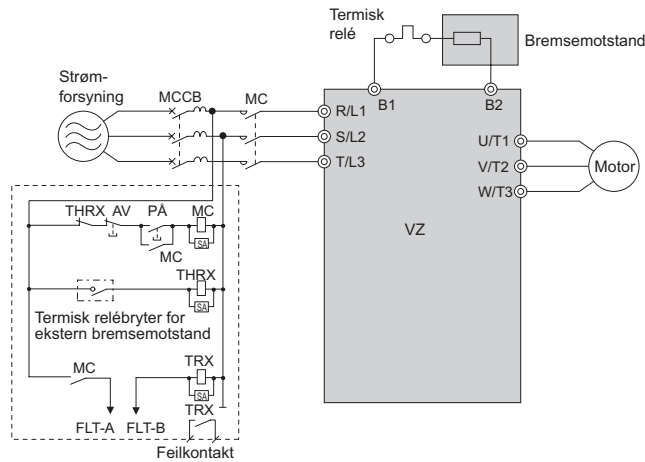 Termisk
relé
Bremsemotstand
Strøm-
forsyning
MCCB
MC
B1
B2
R/L1
S/L2
T/L3
U/T1
V/T2
W/T3
Motor
VZ
THRX AV PÅ MC
SA
MC
THRX
SA
Termisk relébryter for
ekstern bremsemotstand
MC
TRX
SA
TRX
FLT-A FLT-B
Feilkontakt